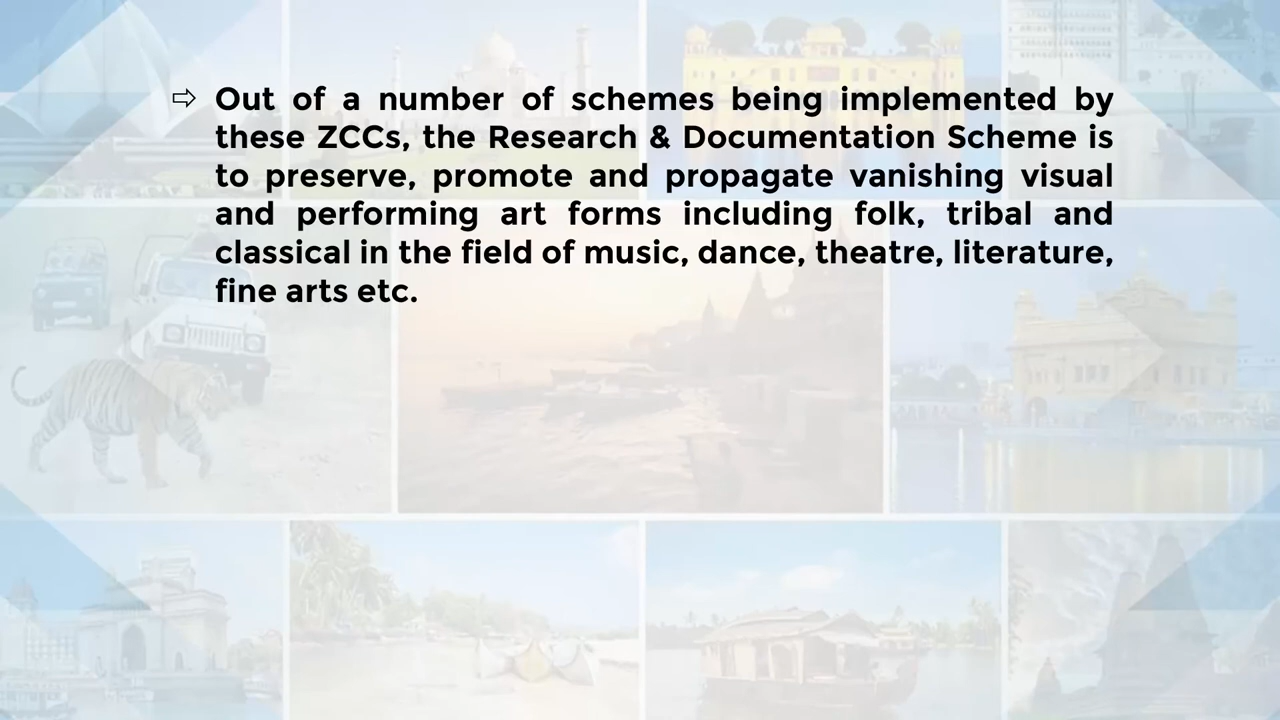 ⇨ Out of a number of schemes being implemented by
these ZCCs, the Research & Documentation Scheme is
to preserve, promote and propagate vanishing visual
and performing art forms including folk, tribal and
classical in the field of music, dance, theatre, literature,
fine arts etc.